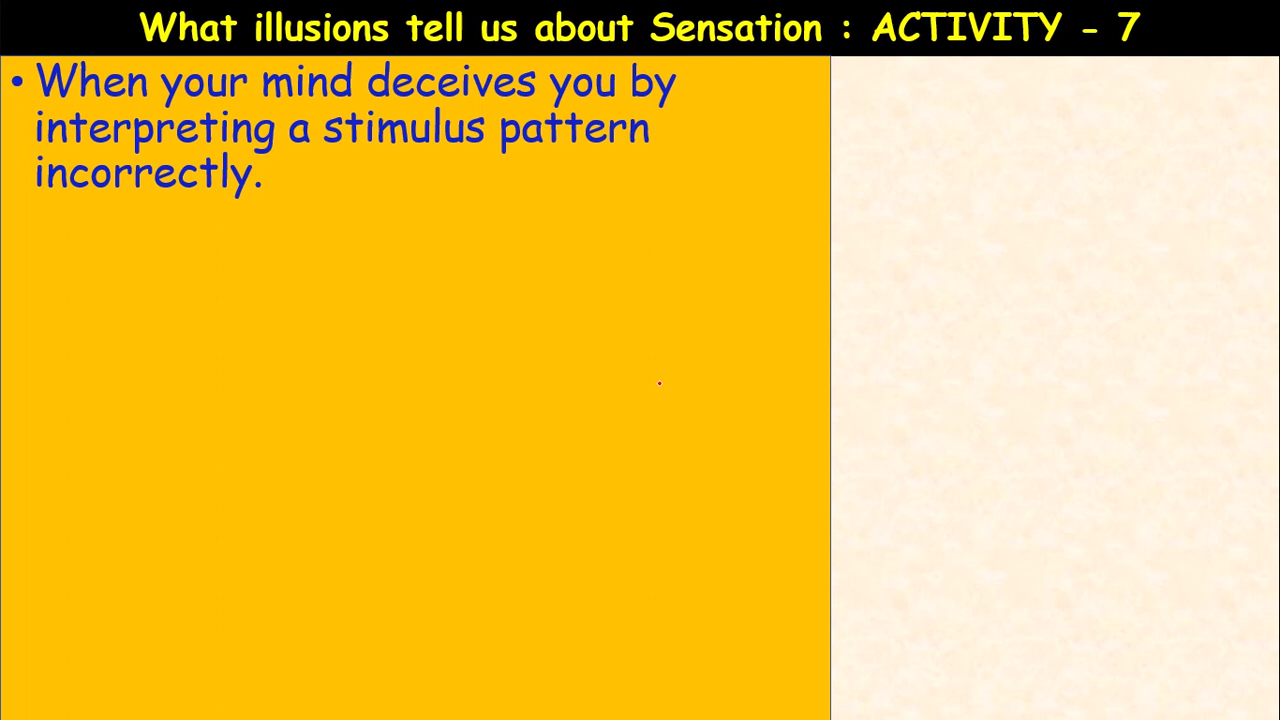 What illusions tell us about Sensation : ACTIVITY - 7
• When your mind deceives you by
interpreting a stimulus pattern
incorrectly.